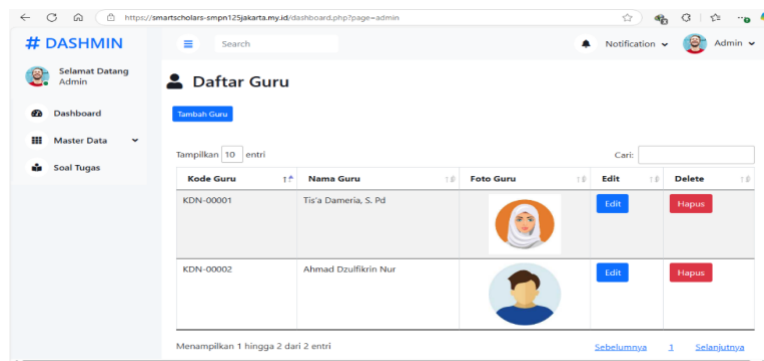 https://smartscholars-smpn125jakarta.my.id/dashboard.php?page=admin
# DASHMIN
Search
Notification
Admin
Selamat Datang
Admin
Dashboard
Master Data
Soal Tugas
Daftar Guru
Tambah Guru
Tampilkan 10 entri
Cari:
Kode Guru Nama Guru Foto Guru Edit Delete
KDN-00001 Tis'a Dameria, S. Pd Edit Hapus
KDN-00002 Ahmad Dzulfikrin Nur Edit Hapus
Menampilkan 1 hingga 2 dari 2 entri
Sebelumnya 1 Selanjutnya